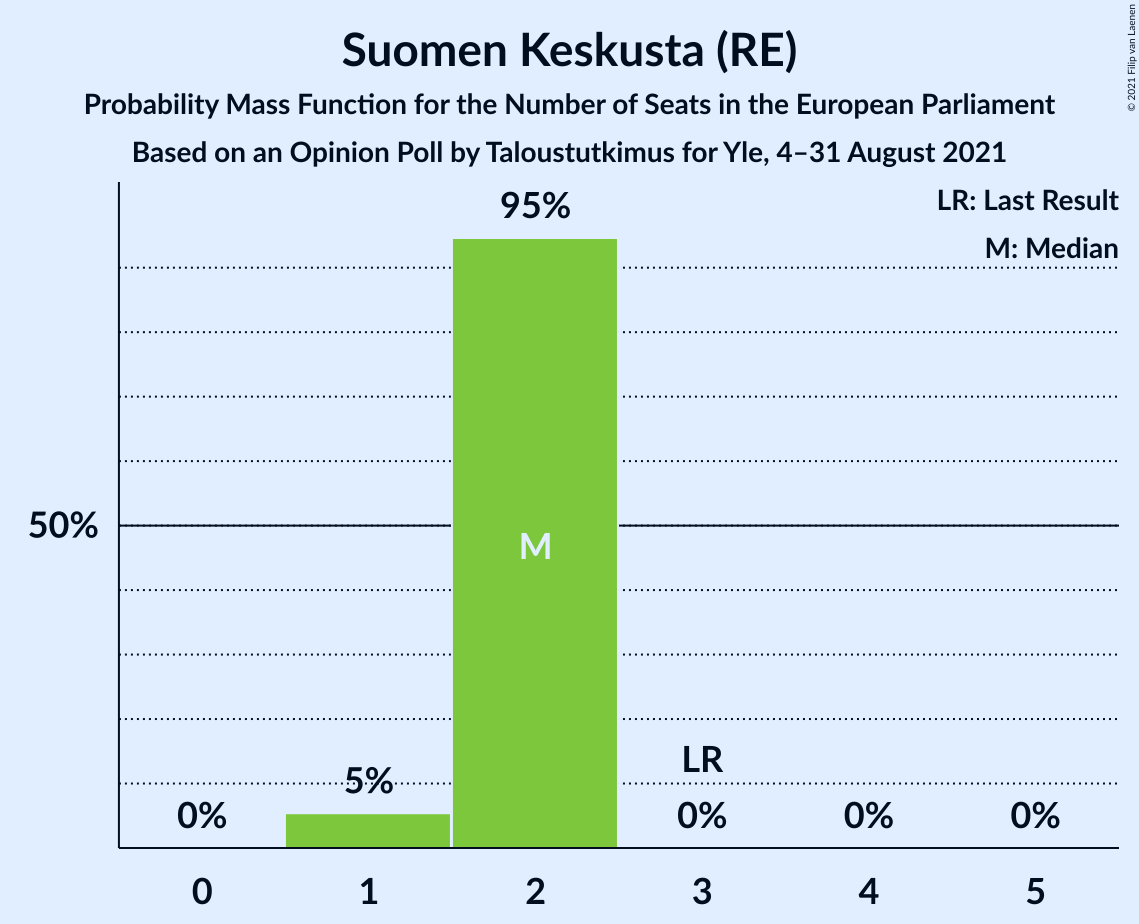 Suomen Keskusta (RE)
Probability Mass Function for the Number of Seats in the European Parliament
Based on an Opinion Poll by Taloustutkimus for Yle, 4–31 August 2021
© 2021 Filip van Laenen
LR: Last Result
M: Median
95%
50%
M
LR
5%
0%
0%
0%
0%
0
1
2
3
4
5